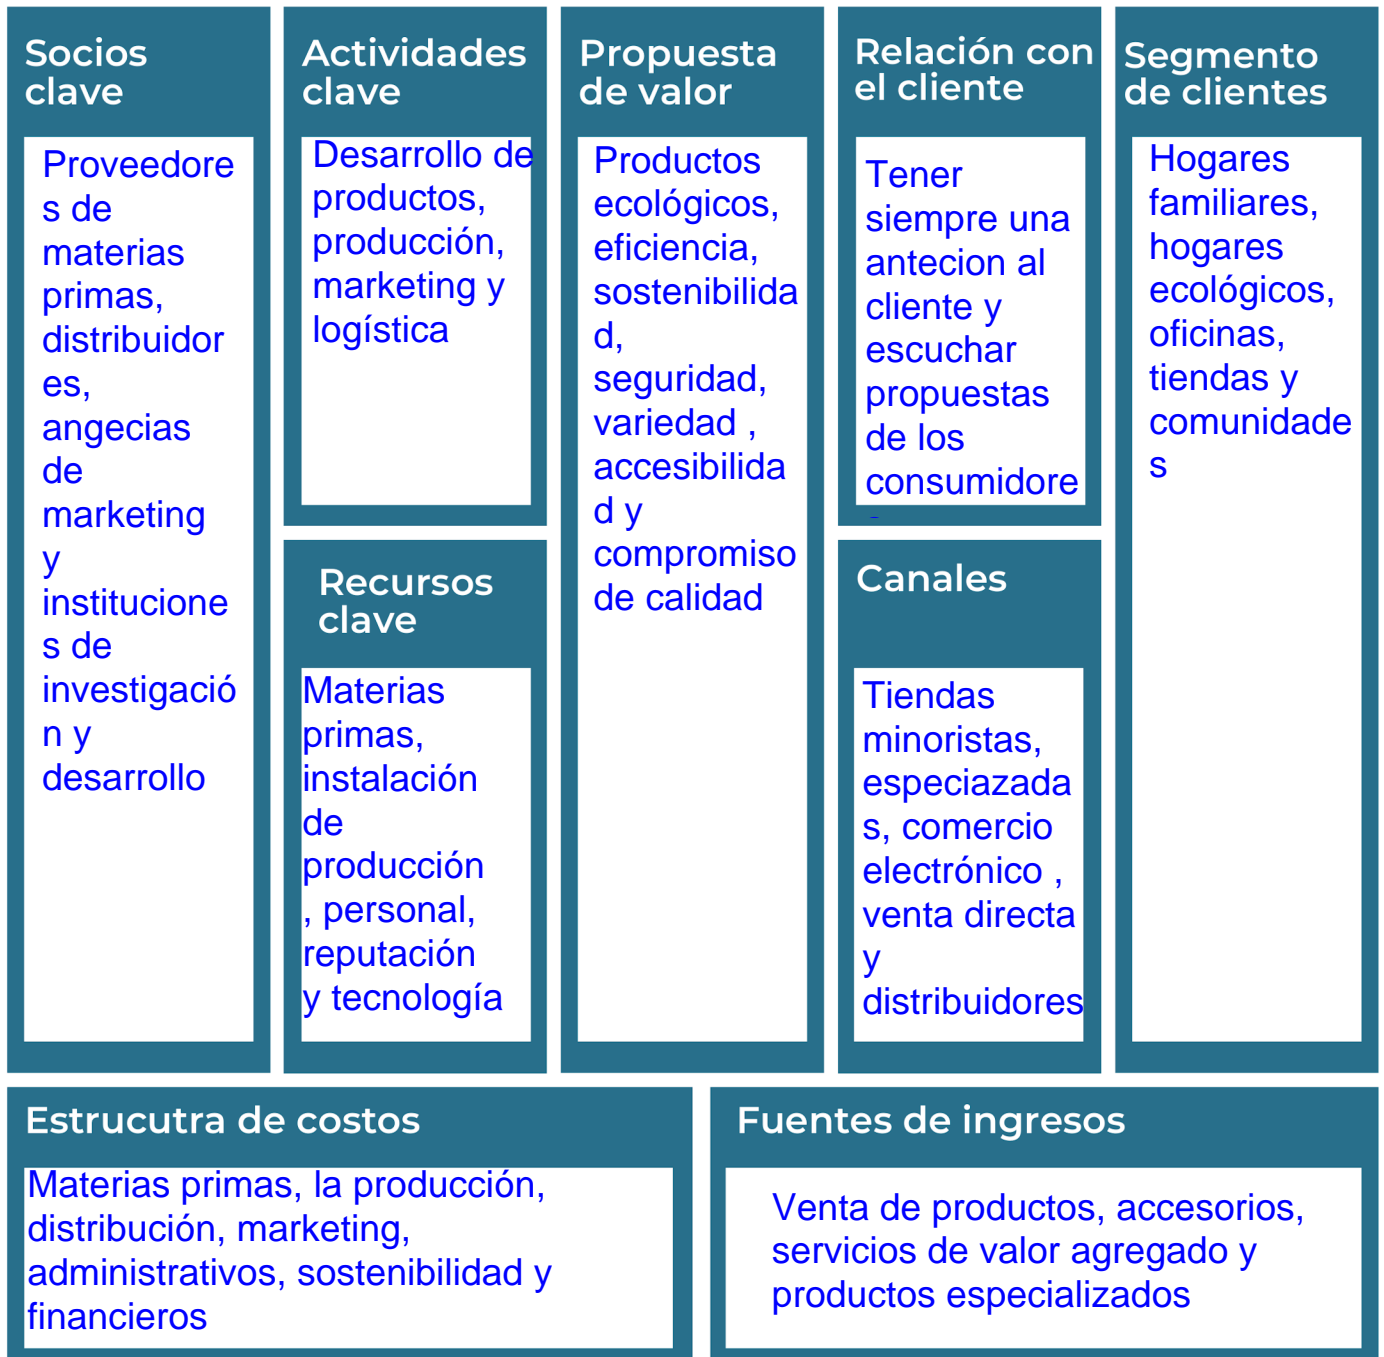 Socios
clave
Proveedore
s de
materias
primas,
distribuidor
es,
angecias
de
marketing
y
institucione
s de
investigació
n y
desarrollo
Actividades
clave
Desarrollo de
productos,
producción,
marketing y
logística
Recursos
clave
Materias
primas,
instalación
de
producción
, personal,
reputación
y tecnología
Propuesta
de valor
Productos
ecológicos,
eficiencia,
sostenibilida
d,
seguridad,
variedad ,
accesibilida
d y
compromiso
de calidad
Relación con
el cliente
Tener
siempre una
antecion al
cliente y
escuchar
propuestas
de los
consumidore
Canales
Tiendas
minoristas,
especiazada
s, comercio
electrónico ,
venta directa
y
distribuidores
Segmento
de clientes
Hogares
familiares,
hogares
ecológicos,
oficinas,
tiendas y
comunidade
s
Estrucutra de costos
Materias primas, la producción,
distribución, marketing,
administrativos, sostenibilidad y
financieros
Fuentes de ingresos
Venta de productos, accesorios,
servicios de valor agregado y
productos especializados